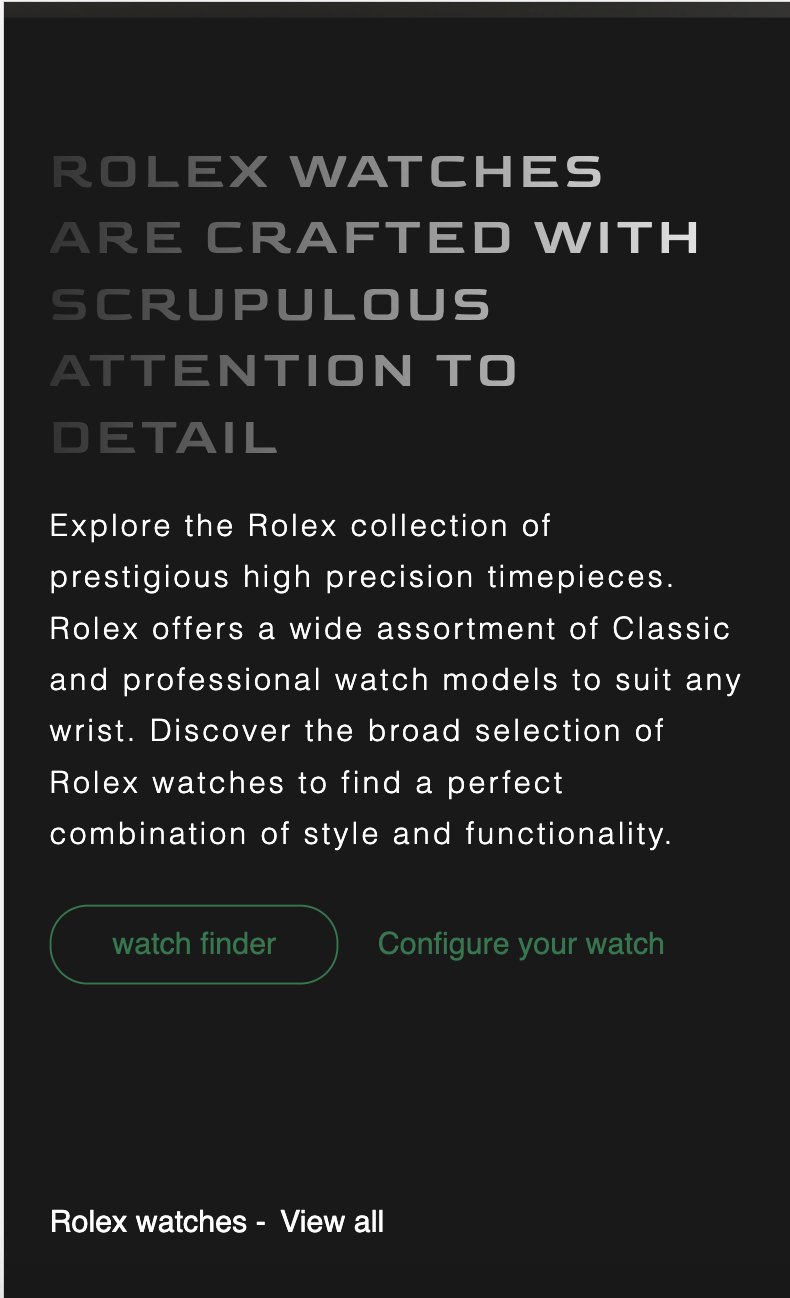 ROLEX WATCHES
ARE CRAFTED WITH
SCRUPULOUS
ATTENTION TO
DETAIL
Explore the Rolex collection of
prestigious high precision timepieces.
Rolex offers a wide assortment of Classic
and professional watch models to suit any
wrist. Discover the broad selection of
Rolex watches to find a perfect
combination of style and functionality.
watch finder Configure your watch
Rolex watches - View all